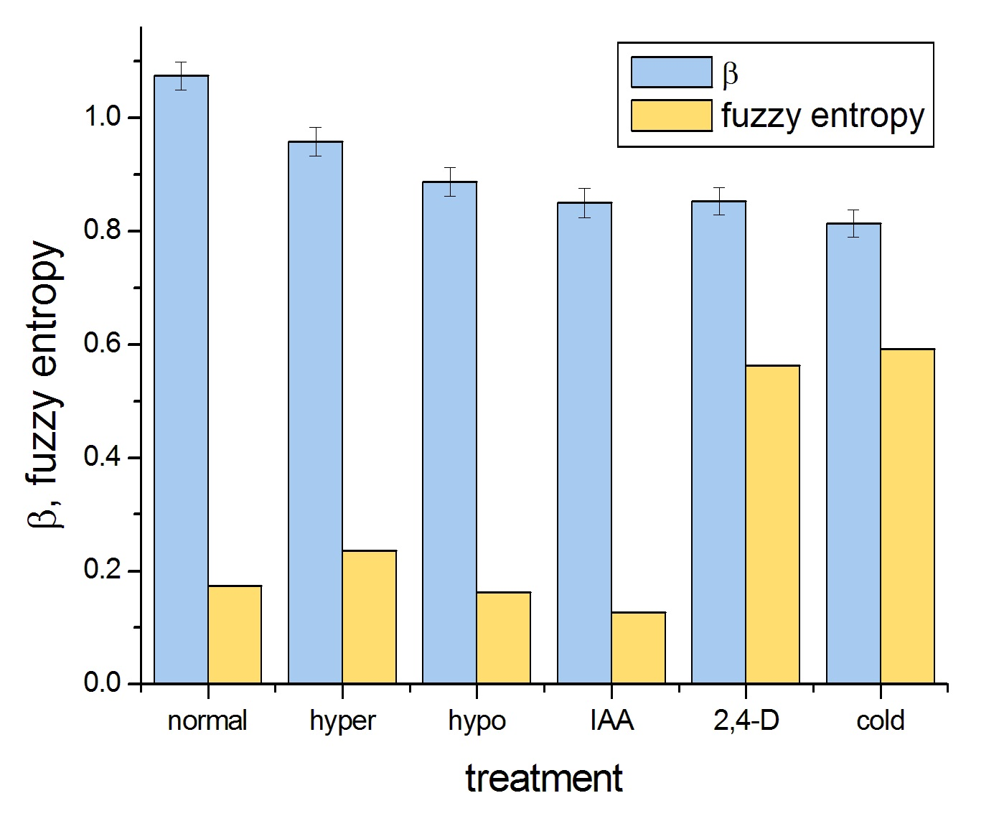 β
fuzzy entropy
1.0
0.8
0.6
0.4
0.2
0.0
β, fuzzy entropy
normal hyper hypo IAA 2,4-D cold
treatment